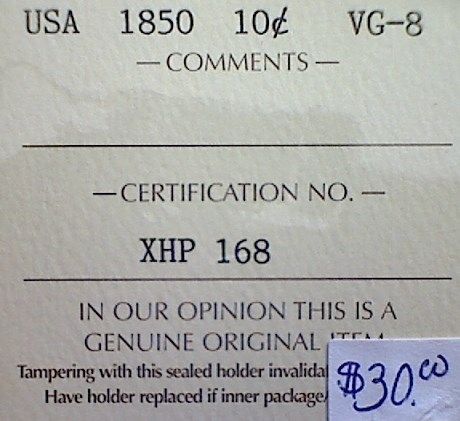 USA 1850 10¢ VG-8
— COMMENTS —
— CERTIFICATION NO. —
XHP 168
IN OUR OPINION THIS IS A
GENUINE ORIGINAL
Tampering with this sealed holder
Have holder replaced if inner package/
$30.00